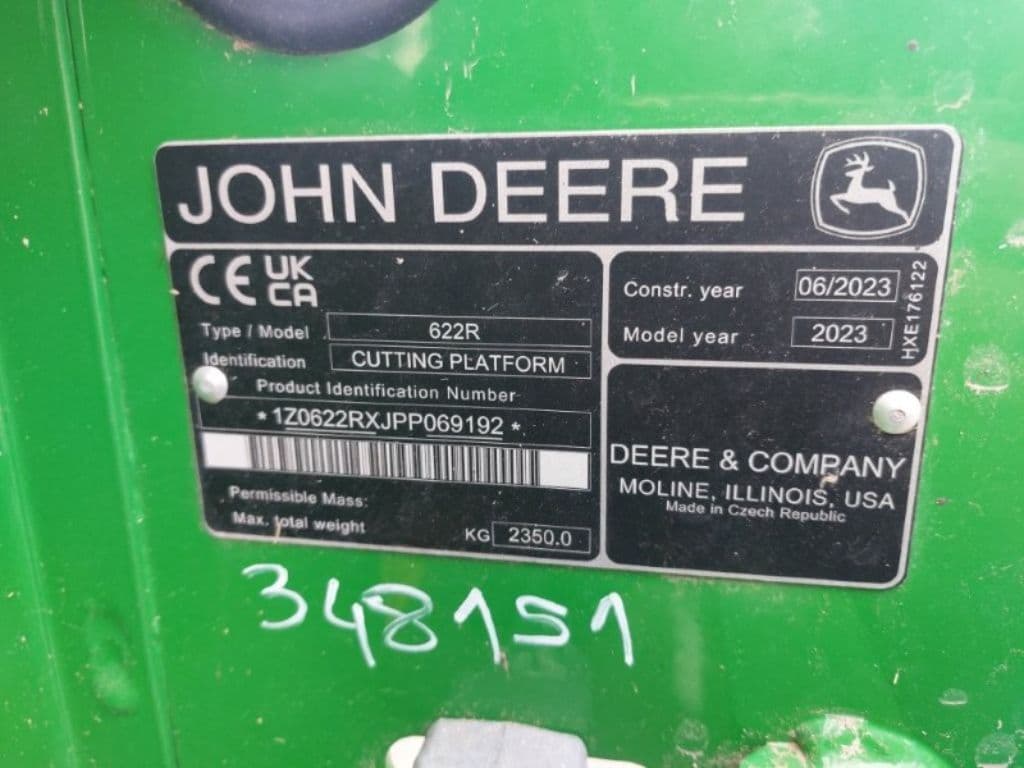 JOHN DEERE
CE UK CA
Type / Model 622R
Identification CUTTING PLATFORM
Product Identification Number
*1Z0622RXJPP069192*
Permissible Mass:
Max. total weight KG 2350.0
Constr. year 06/2023
Model year 2023
HXE176122
DEERE & COMPANY
MOLINE, ILLINOIS, USA
Made in Czech Republic
348151